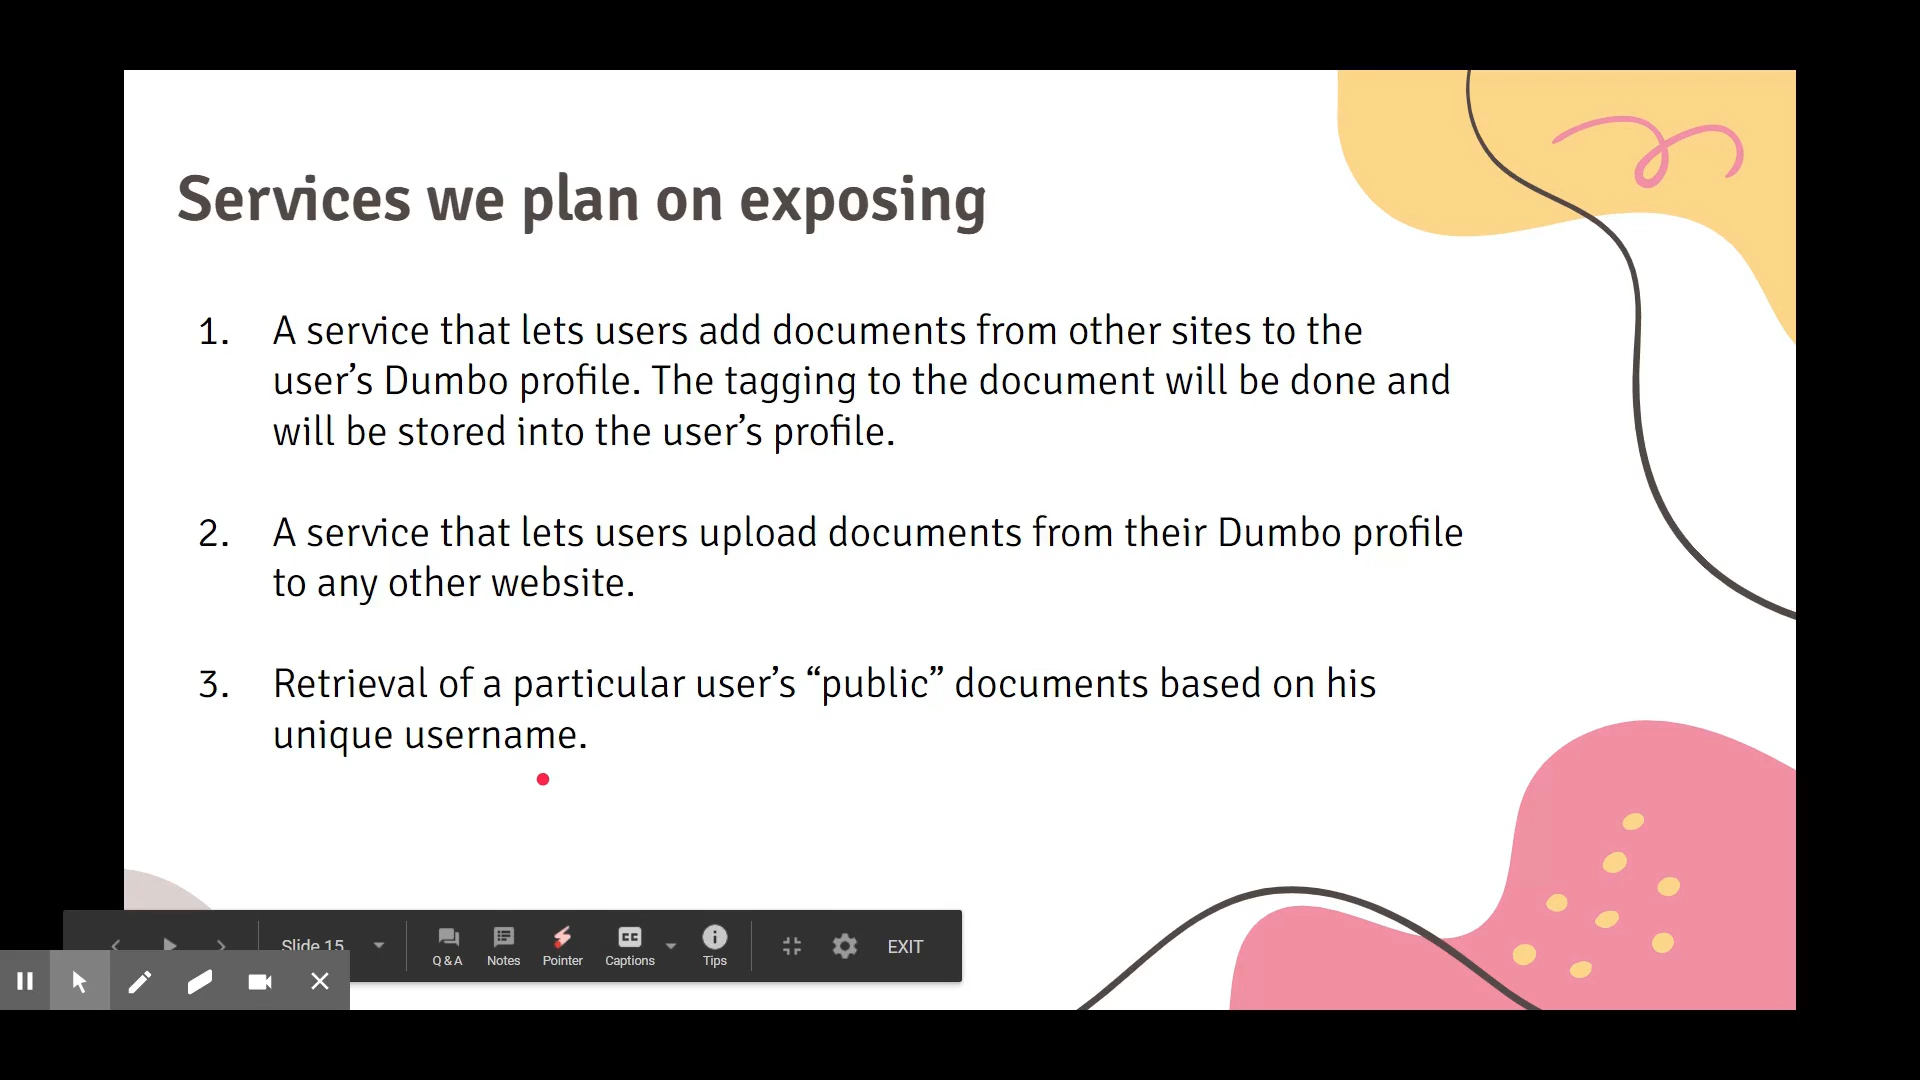 Services we plan on exposing
1. A service that lets users add documents from other sites to the
user’s Dumbo profile. The tagging to the document will be done and
will be stored into the user’s profile.
2. A service that lets users upload documents from their Dumbo profile
to any other website.
3. Retrieval of a particular user’s “public” documents based on his
unique username.
Slide 15
Q & A Notes Pointer CC Captions Tips EXIT